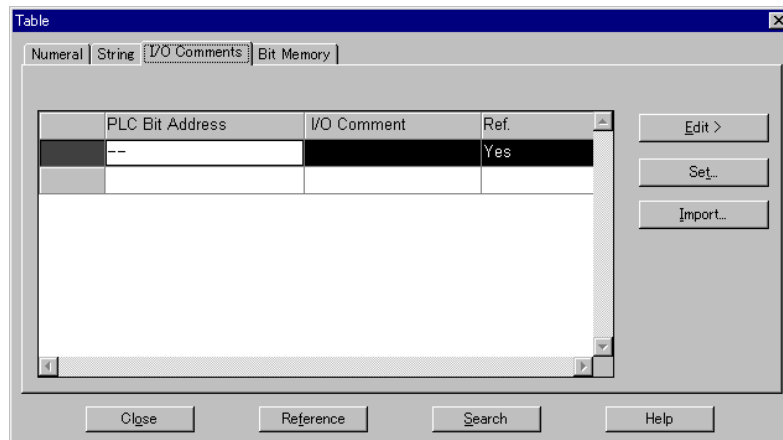 Table
Numeral String I/O Comments Bit Memory
PLC Bit Address I/O Comment Ref.
-- Yes
Edit >
Set...
Import...
Close Reference Search Help